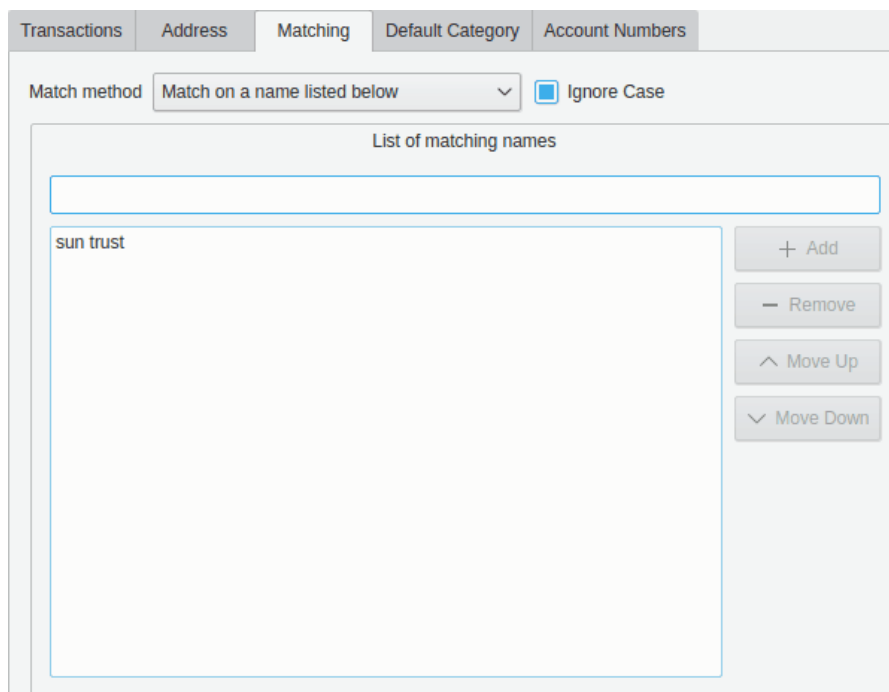 Transactions Address Matching Default Category Account Numbers
Match method Match on a name listed below Ignore Case
List of matching names
sun trust
Add
Remove
Move Up
Move Down